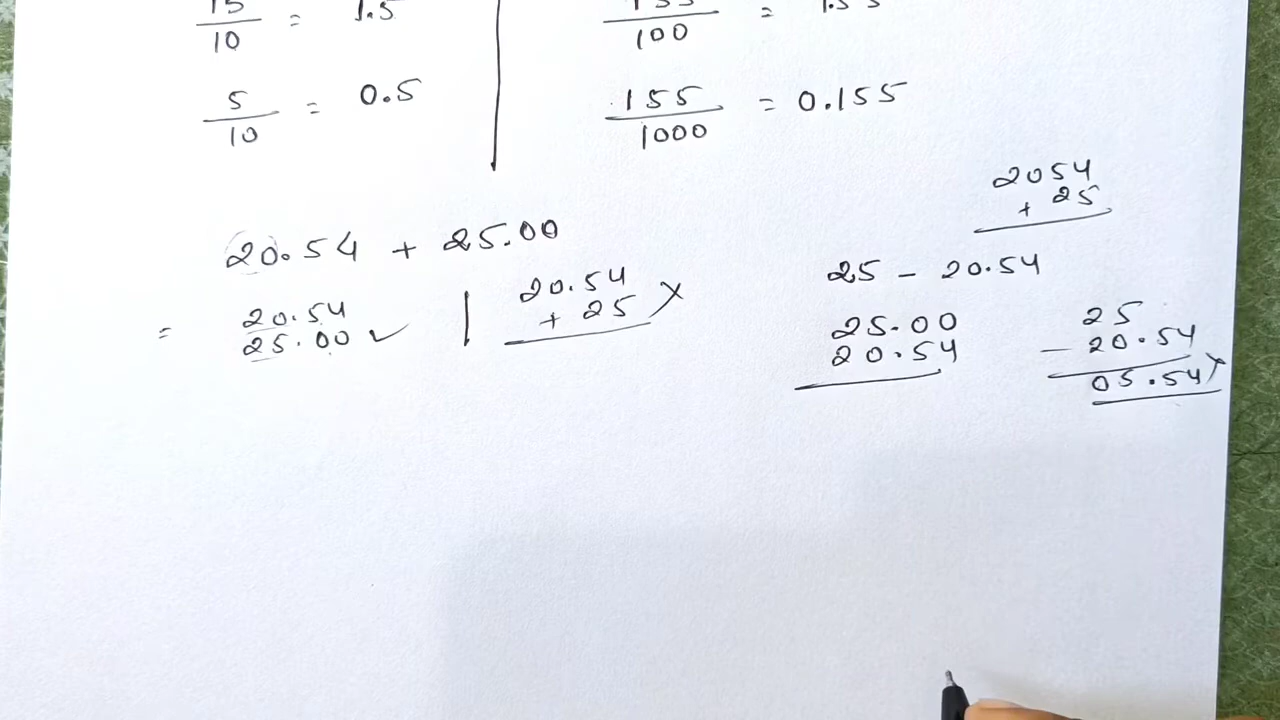 15/10 = 1.5
5/10 = 0.5
155/100 = 1.55
155/1000 = 0.155
20.54 + 25.00
= 20.54
25.00 ✓
20.54
+ 25 ✗
2054
+ 25
25 - 20.54
25.00
20.54
25
- 20.54
05.54 ✗